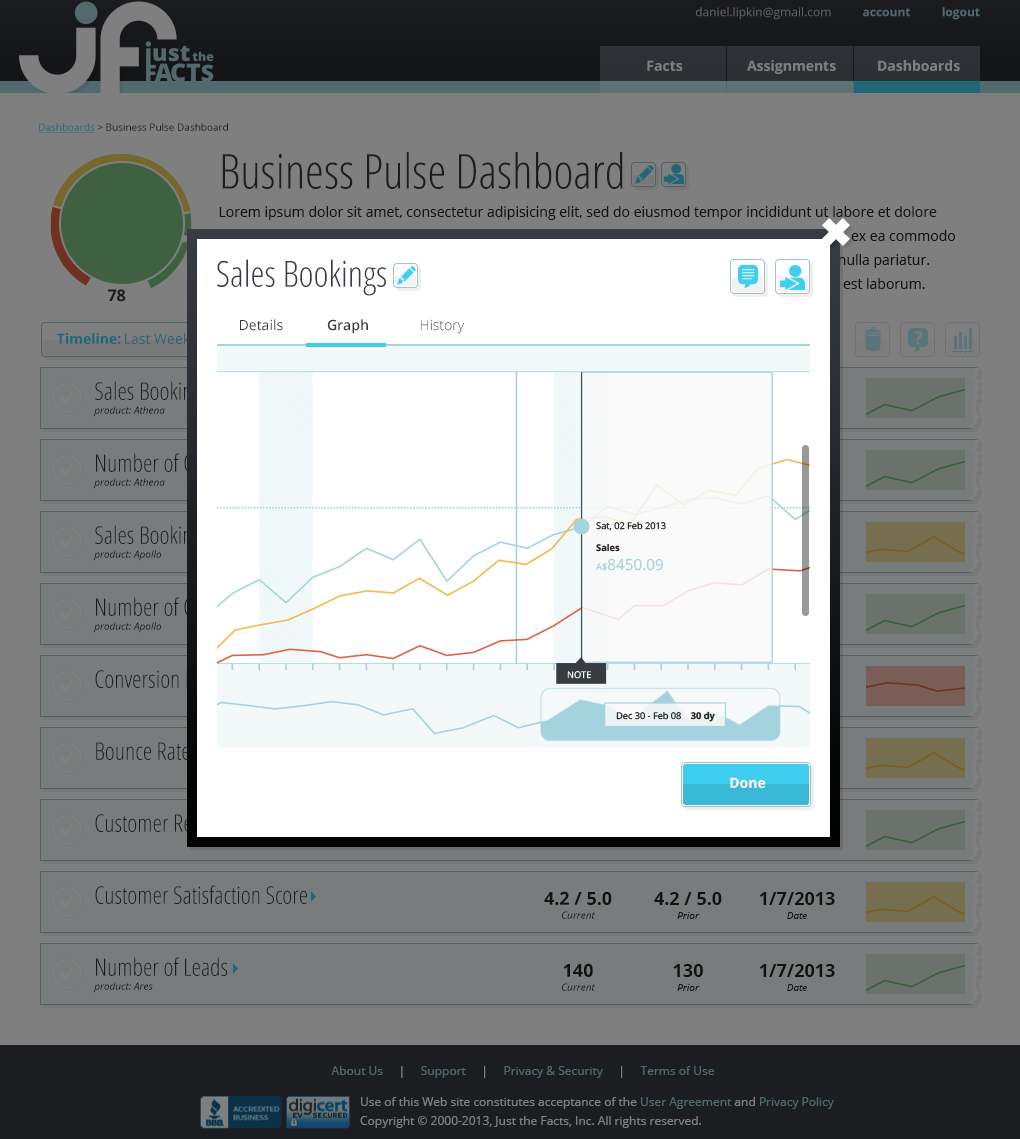 daniel.lipkin@gmail.com account logout
jf just the FACTS
Facts Assignments Dashboards
Dashboards > Business Pulse Dashboard
Business Pulse Dashboard
Lorem ipsum dolor sit amet, consectetur adipisicing elit, sed do eiusmod tempor incididunt ut labore et dolore
ex ea commodo
nulla pariatur.
est laborum.
78
Sales Bookings
Details Graph History
Timeline: Last Week
Sales
product: Athena
Number of
product: Athena
Sales
product: Apollo
Number of
product: Apollo
Conversion
Bounce Rate
Customer
Sat, 02 Feb 2013
Sales
A$8450.09
NOTE
Dec 30 - Feb 08 30 dy
Done
Customer Satisfaction Score 4.2 / 5.0 4.2 / 5.0 1/7/2013
Current Prior Date
Number of Leads 140 130 1/7/2013
product: Ares Current Prior Date
About Us | Support | Privacy & Security | Terms of Use
BBB. ACCREDITED BUSINESS
digicert EV SECURED
Use of this Web site constitutes acceptance of the User Agreement and Privacy Policy
Copyright © 2000-2013, Just the Facts, Inc. All rights reserved.